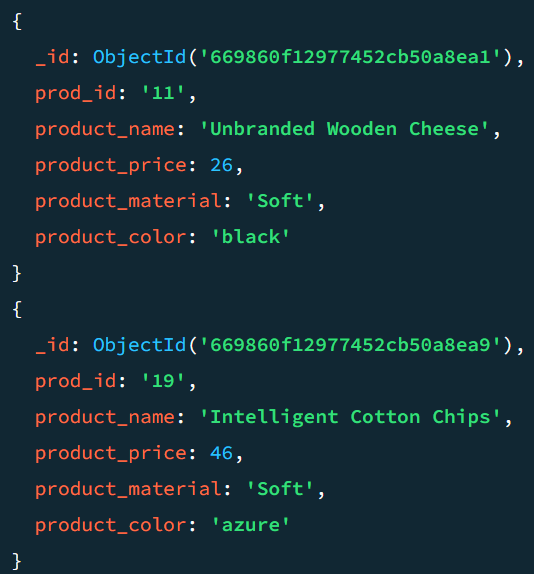 {
_id: ObjectId('669860f12977452cb50a8ea1'),
prod_id: '11',
product_name: 'Unbranded Wooden Cheese',
product_price: 26,
product_material: 'Soft',
product_color: 'black'
}
{
_id: ObjectId('669860f12977452cb50a8ea9'),
prod_id: '19',
product_name: 'Intelligent Cotton Chips',
product_price: 46,
product_material: 'Soft',
product_color: 'azure'
}